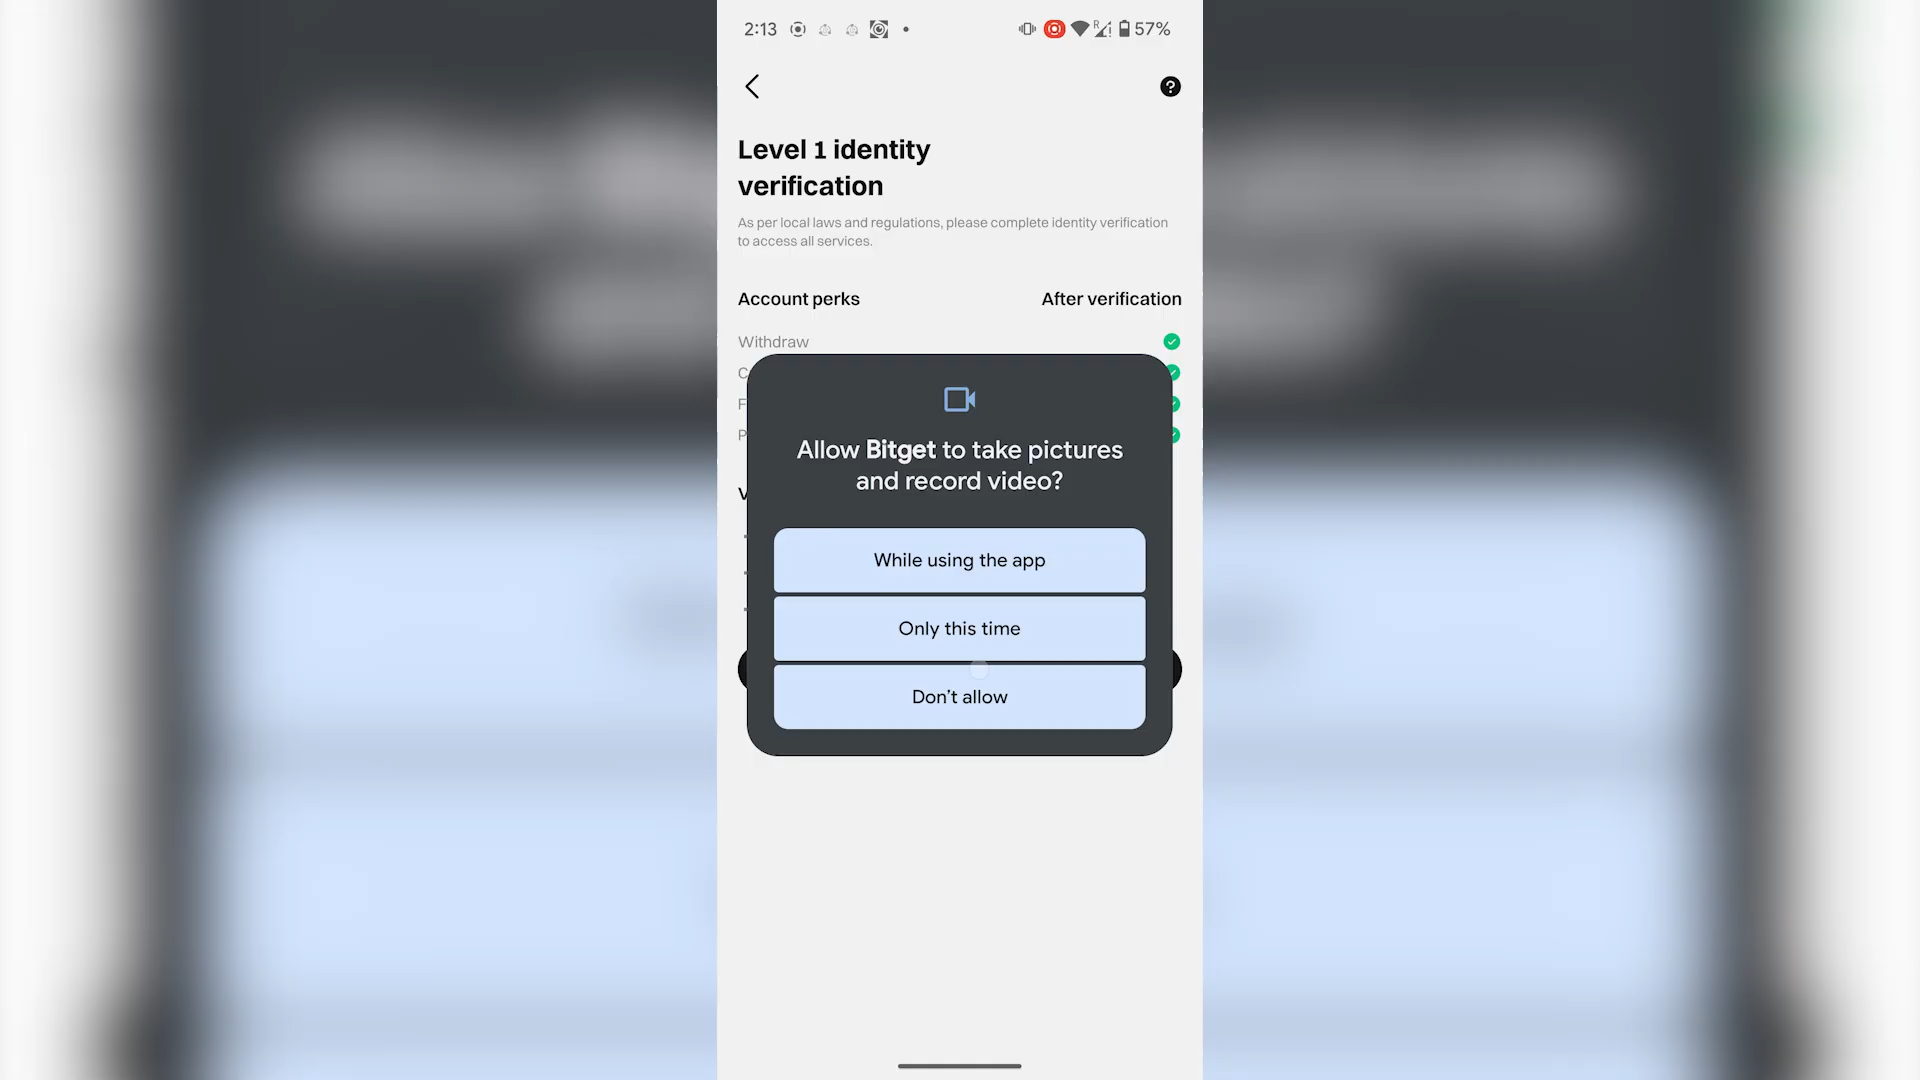 2:13
57%
Level 1 identity
verification
As per local laws and regulations, please complete identity verification
to access all services.
Account perks After verification
Withdraw
C
F
P
V
Allow Bitget to take pictures
and record video?
While using the app
Only this time
Don't allow